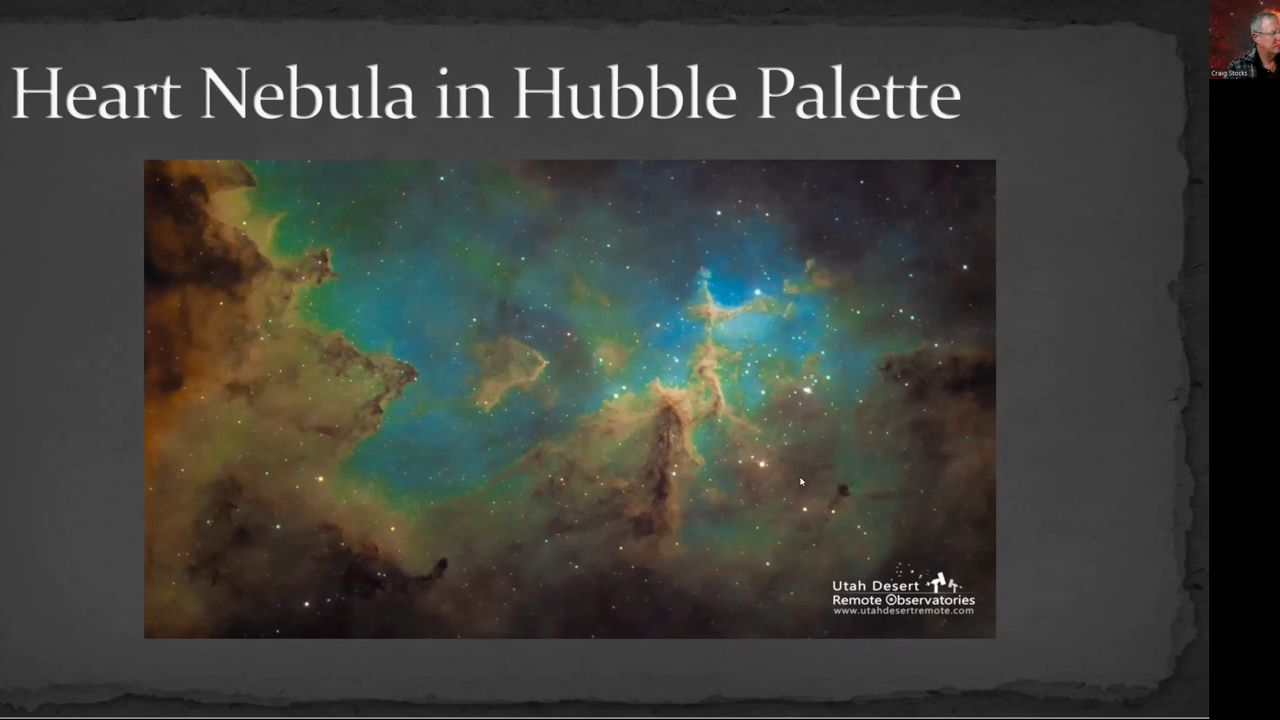 Heart Nebula in Hubble Palette
Craig Stocks
Utah Desert
Remote Observatories
www.utahdesertremote.com